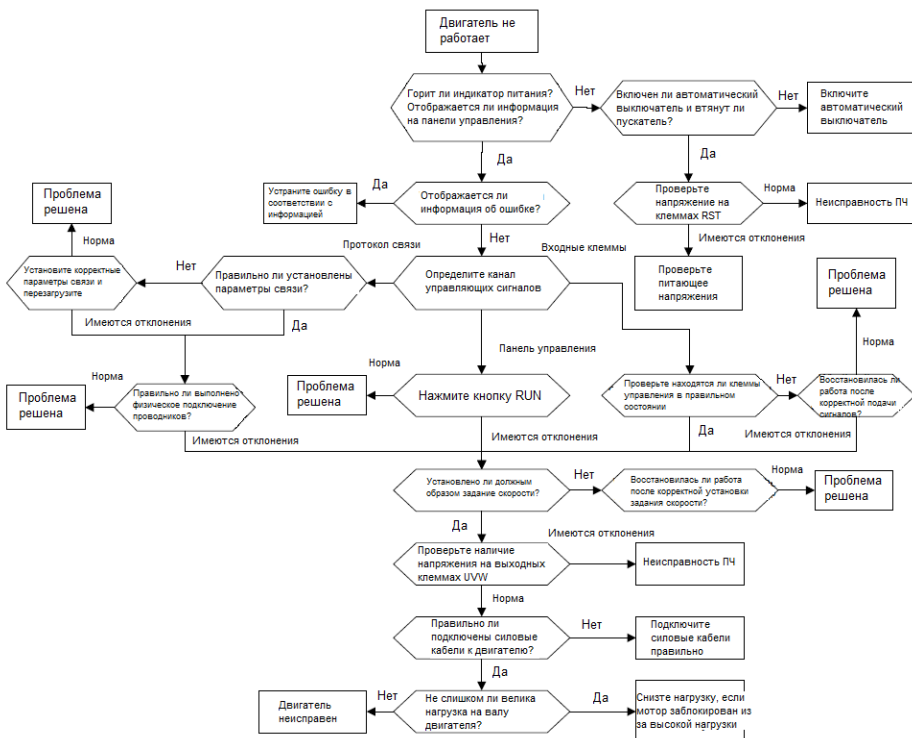 Двигатель не
работает
Горит ли индикатор питания?
Отображается ли информация
на панели управления?
Нет
Включен ли автоматический
выключатель и втянут ли
пускатель?
Нет
Включите
автоматический
выключатель
Да
Да
Проблема
решена
Устраните ошибку в
соответствии с
информацией
Да
Отображается ли
информация об ошибке?
Проверьте
напряжение на
клеммах RST
Норма
Неисправность ПЧ
Норма
Протокол связи
Нет
Входные клеммы
Имеются отклонения
Установите корректные
параметры связи и
перезагрузите
Нет
Правильно ли установлены
параметры связи?
Определите канал
управляющих сигналов
Проверьте
питающее
напряжения
Проблема
решена
Имеются отклонения
Да
Панель управления
Норма
Проблема
решена
Норма
Правильно ли выполнено
физическое подключение
проводников?
Проблема
решена
Норма
Нажмите кнопку RUN
Проверьте находятся ли клеммы
управления в правильном
состоянии
Нет
Восстановилась ли
работа после
корректной подачи
сигналов?
Имеются отклонения
Имеются отклонения
Да
Имеются отклонения
Установлено ли должным
образом задание скорости?
Нет
Восстановилась ли работа
после корректной установки
задания скорости?
Норма
Проблема
решена
Да
Имеются отклонения
Проверьте наличие
напряжения на выходных
клеммах UVW
Неисправность ПЧ
Норма
Правильно ли
подключены силовые
кабели к двигателю?
Нет
Подключите
силовые кабели
правильно
Да
Двигатель
неисправен
Нет
Не слишком ли велика
нагрузка на валу
двигателя?
Да
Снизте нагрузку, если
мотор заблокирован из
за высокой нагрузки